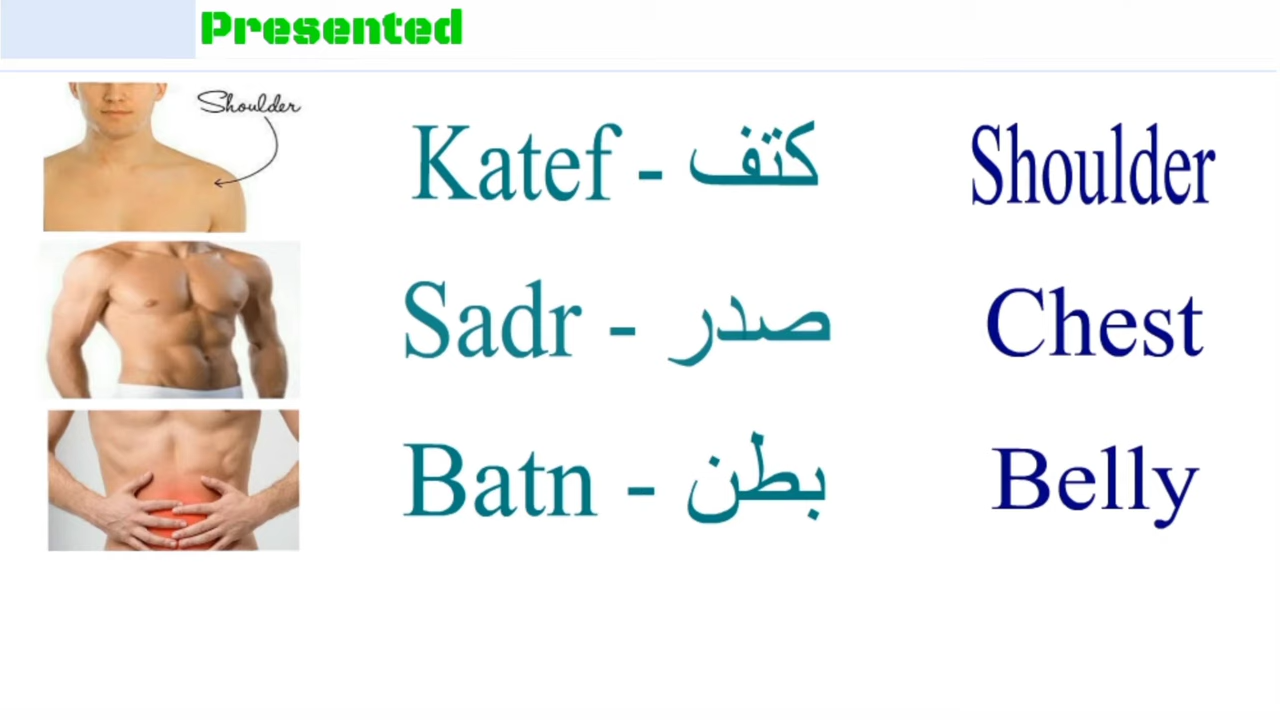 Presented
Shoulder
Katef - كتف
Shoulder
Sadr - صدر
Chest
Batn - بطن
Belly